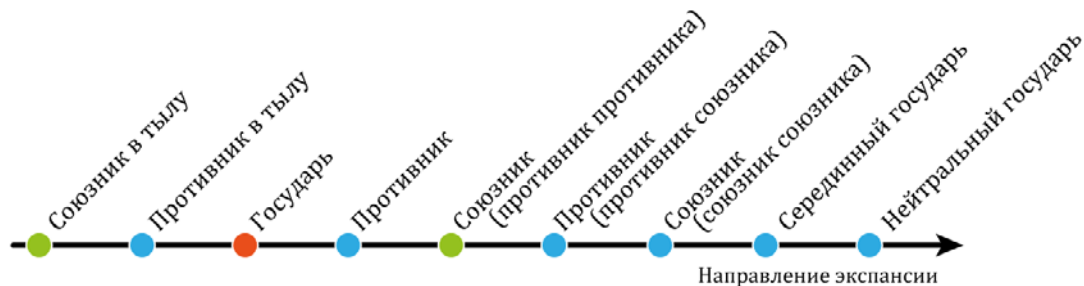 Союзник в тылу
Противник в тылу
Государь
Противник
Союзник
(противник противника)
Противник
(противник союзника)
Союзник
(союзник союзника)
Серединный государь
Нейтральный государь
Направление экспансии